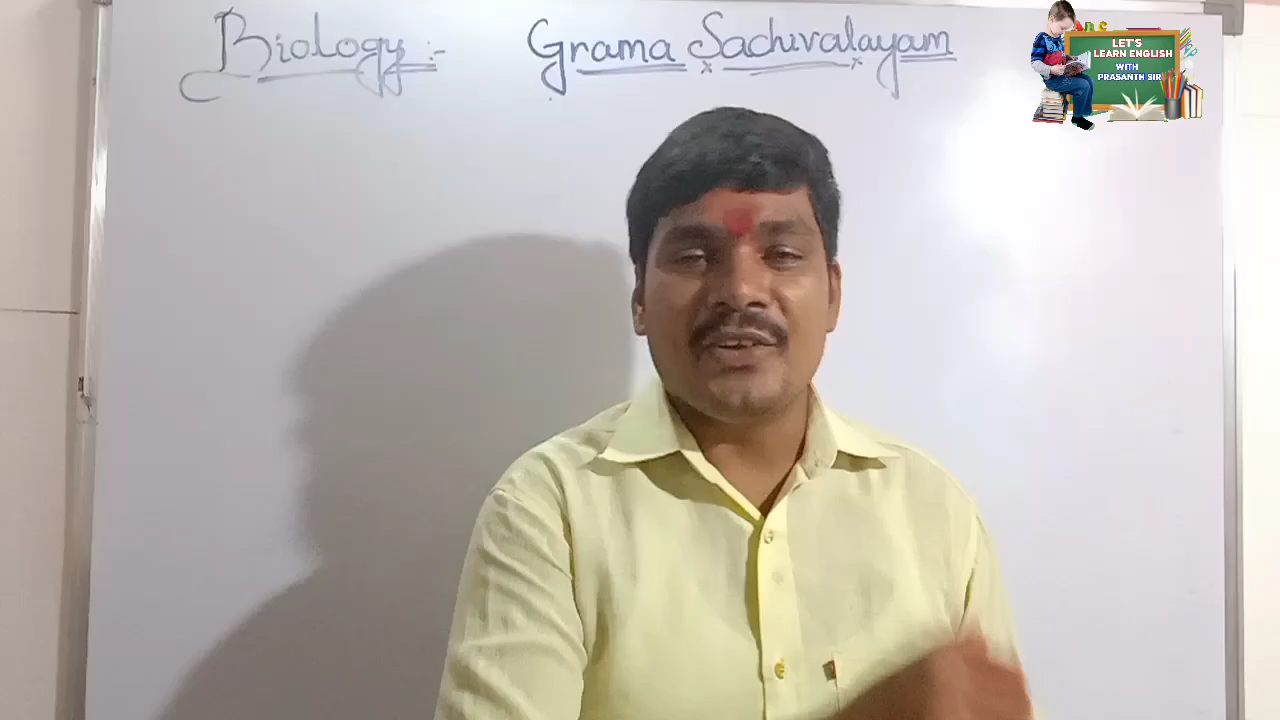 Biology :- Grama Sachivalayam
LET'S
LEARN ENGLISH
WITH
PRASANTH SIR